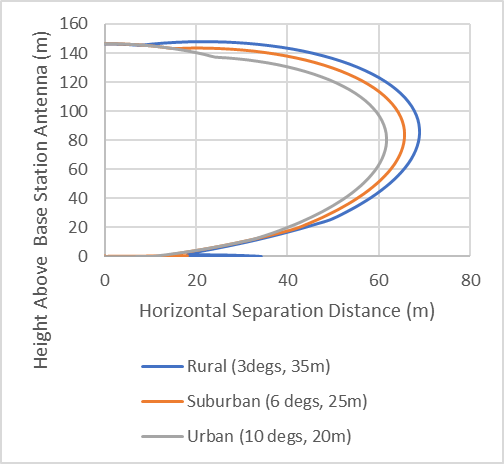 160
140
120
100
80
60
40
20
0
0 20 40 60 80
Height Above  Base Station Antenna (m)
Horizontal Separation Distance (m)
Rural (3degs, 35m)
Suburban (6 degs, 25m)
Urban (10 degs, 20m)